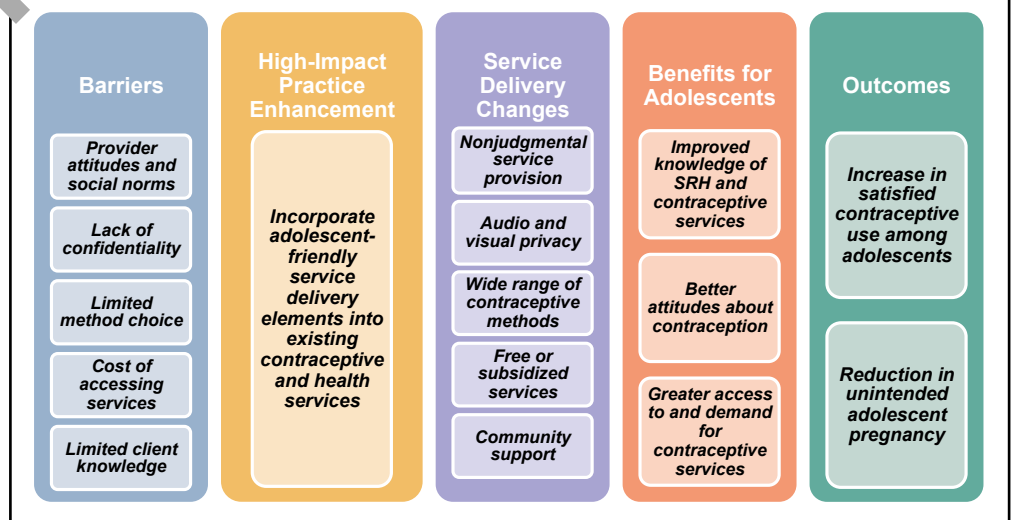 Barriers
Provider
attitudes and
social norms
Lack of
confidentiality
Limited
method choice
Cost of
accessing
services
Limited client
knowledge
High-Impact
Practice
Enhancement
Incorporate
adolescent-
friendly
service
delivery
elements into
existing
contraceptive
and health
services
Service
Delivery
Changes
Nonjudgmental
service
provision
Audio and
visual privacy
Wide range of
contraceptive
methods
Free or
subsidized
services
Community
support
Benefits for
Adolescents
Improved
knowledge of
SRH and
contraceptive
services
Better
attitudes about
contraception
Greater access
to and demand
for
contraceptive
services
Outcomes
Increase in
satisfied
contraceptive
use among
adolescents
Reduction in
unintended
adolescent
pregnancy